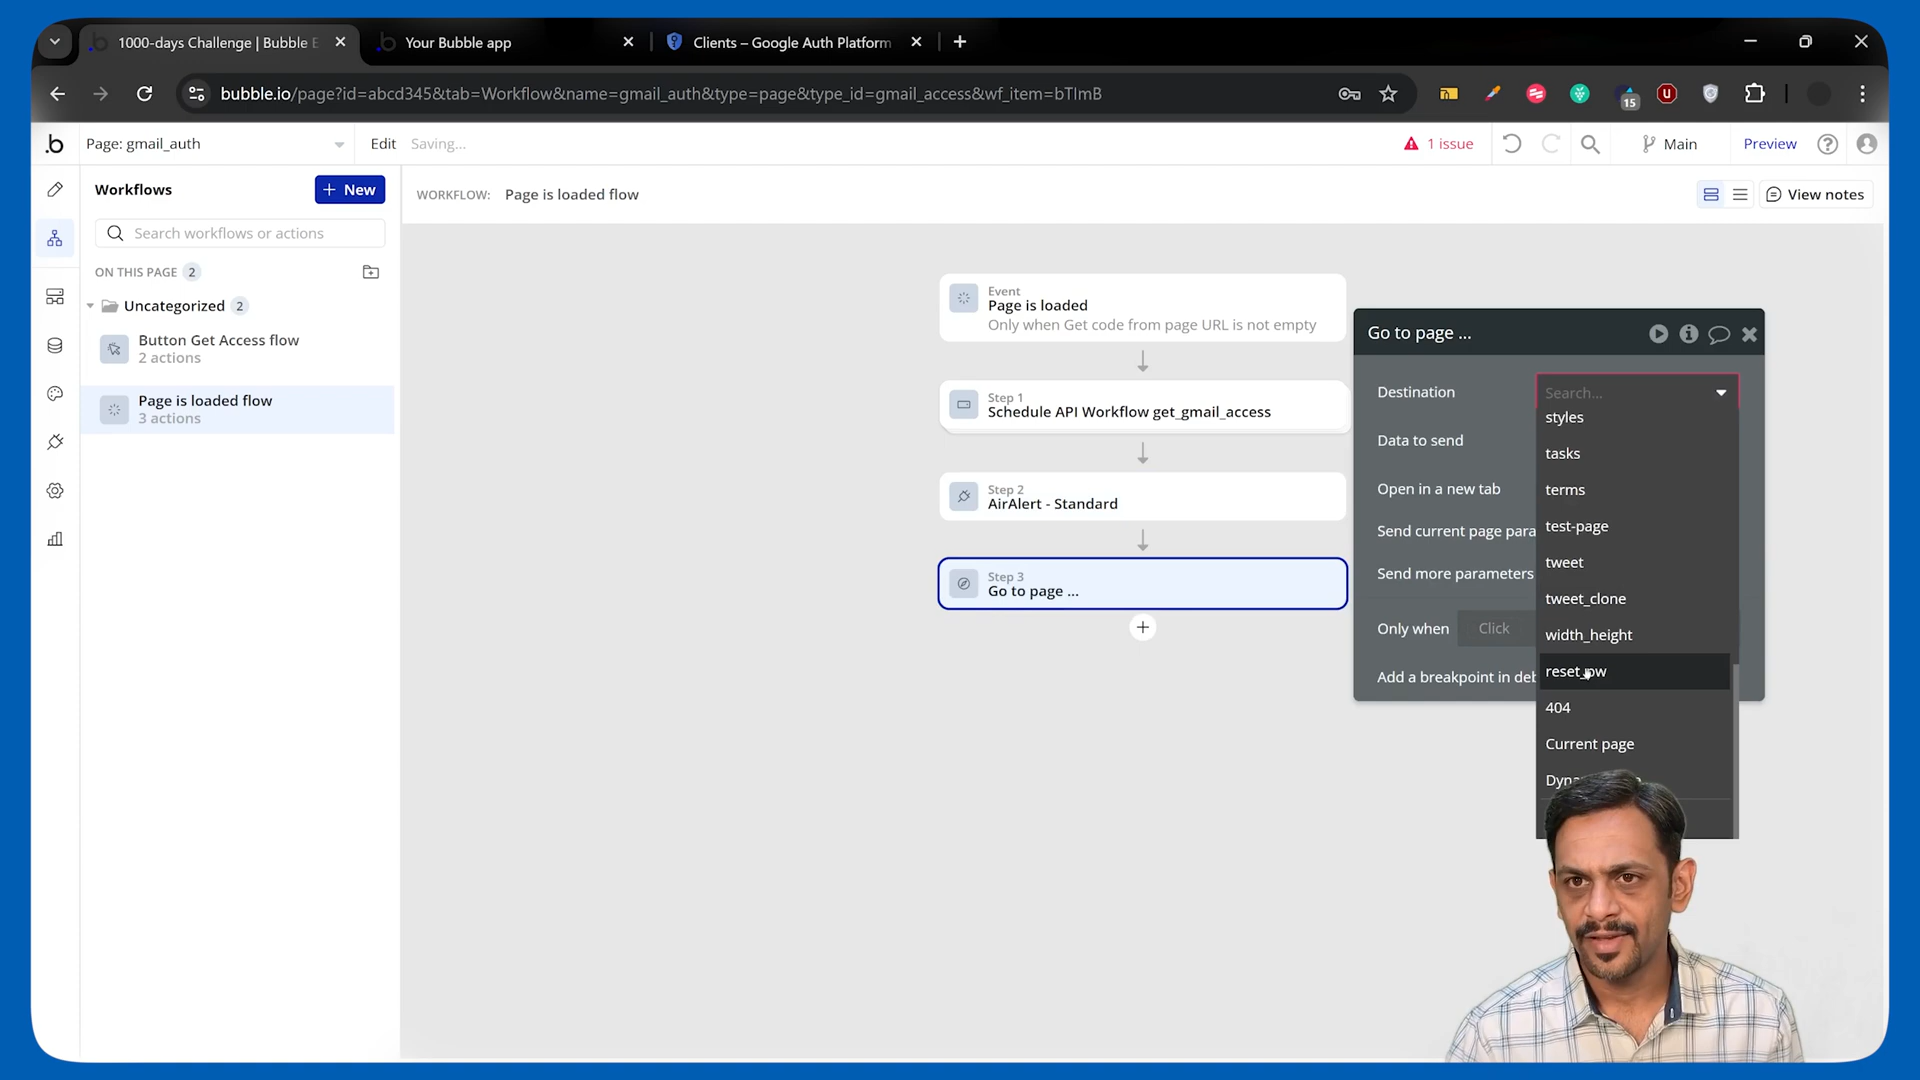 1000-days Challenge | Bubble E
Your Bubble app
Clients – Google Auth Platform
bubble.io/page?id=abcd345&tab=Workflow&name=gmail_auth&type=page&type_id=gmail_access&wf_item=bTlmB
15
Page: gmail_auth
Edit
Saving...
1 issue
Main
Preview
Workflows
New
WORKFLOW: Page is loaded flow
View notes
Search workflows or actions
ON THIS PAGE 2
Uncategorized 2
Button Get Access flow
2 actions
Page is loaded flow
3 actions
Event
Page is loaded
Only when Get code from page URL is not empty
Step 1
Schedule API Workflow get_gmail_access
Step 2
AirAlert - Standard
Step 3
Go to page ...
Go to page ...
Destination
Search...
Data to send
Open in a new tab
Send current page para
Send more parameters
Only when
Click
Add a breakpoint in deb
styles
tasks
terms
test-page
tweet
tweet_clone
width_height
reset_pw
404
Current page